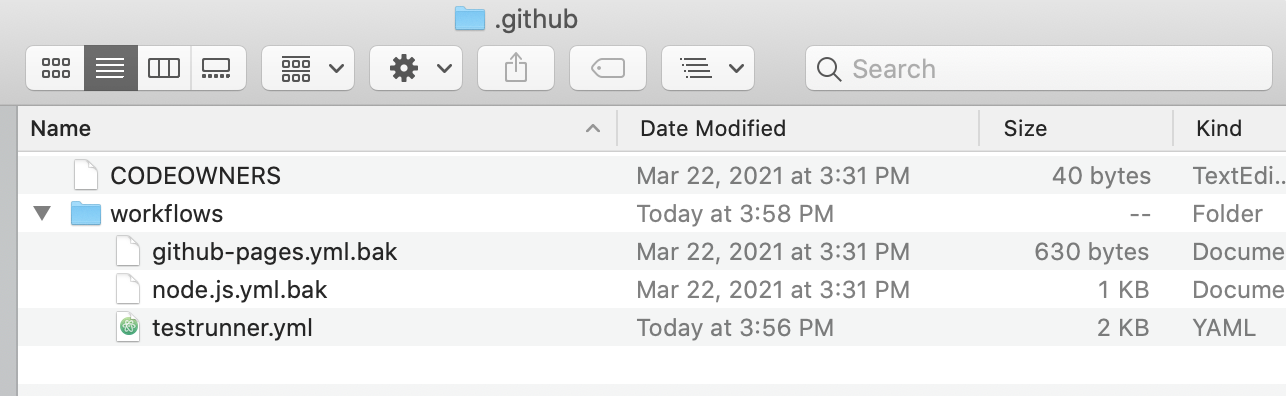 .github
Search
Name Date Modified Size Kind
CODEOWNERS Mar 22, 2021 at 3:31 PM 40 bytes TextEdi...
workflows Today at 3:58 PM -- Folder
github-pages.yml.bak Mar 22, 2021 at 3:31 PM 630 bytes Docume
node.js.yml.bak Mar 22, 2021 at 3:31 PM 1 KB Docume
testrunner.yml Today at 3:56 PM 2 KB YAML